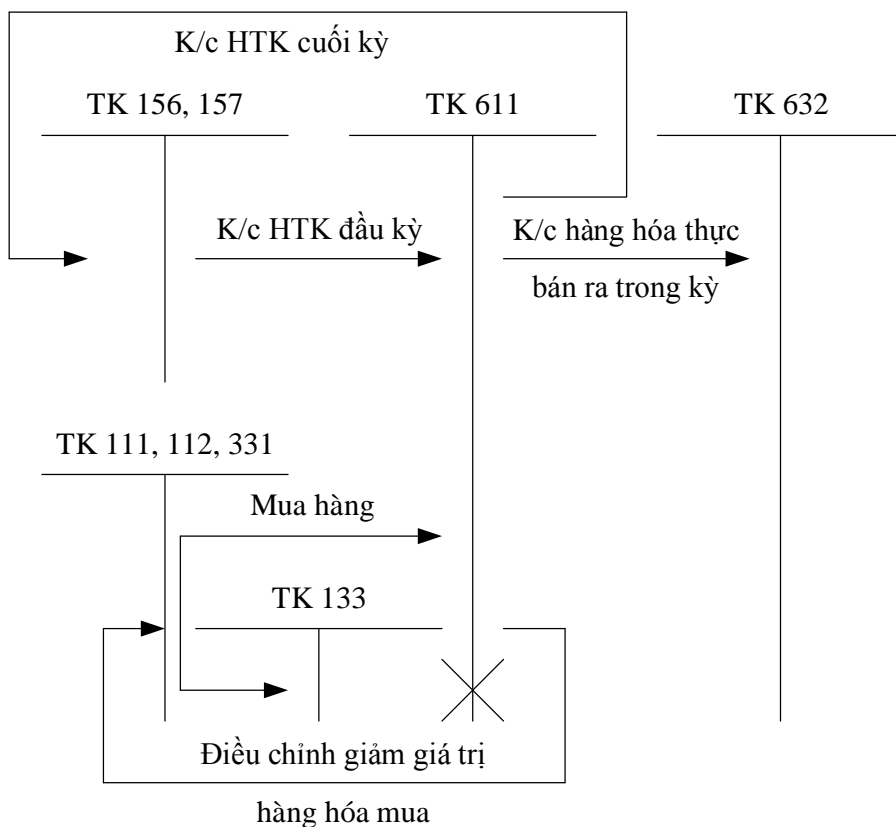 K/c HTK cuối kỳ
TK 156, 157
TK 611
TK 632
K/c HTK đầu kỳ
K/c hàng hóa thực
bán ra trong kỳ
TK 111, 112, 331
Mua hàng
TK 133
Điều chỉnh giảm giá trị
hàng hóa mua